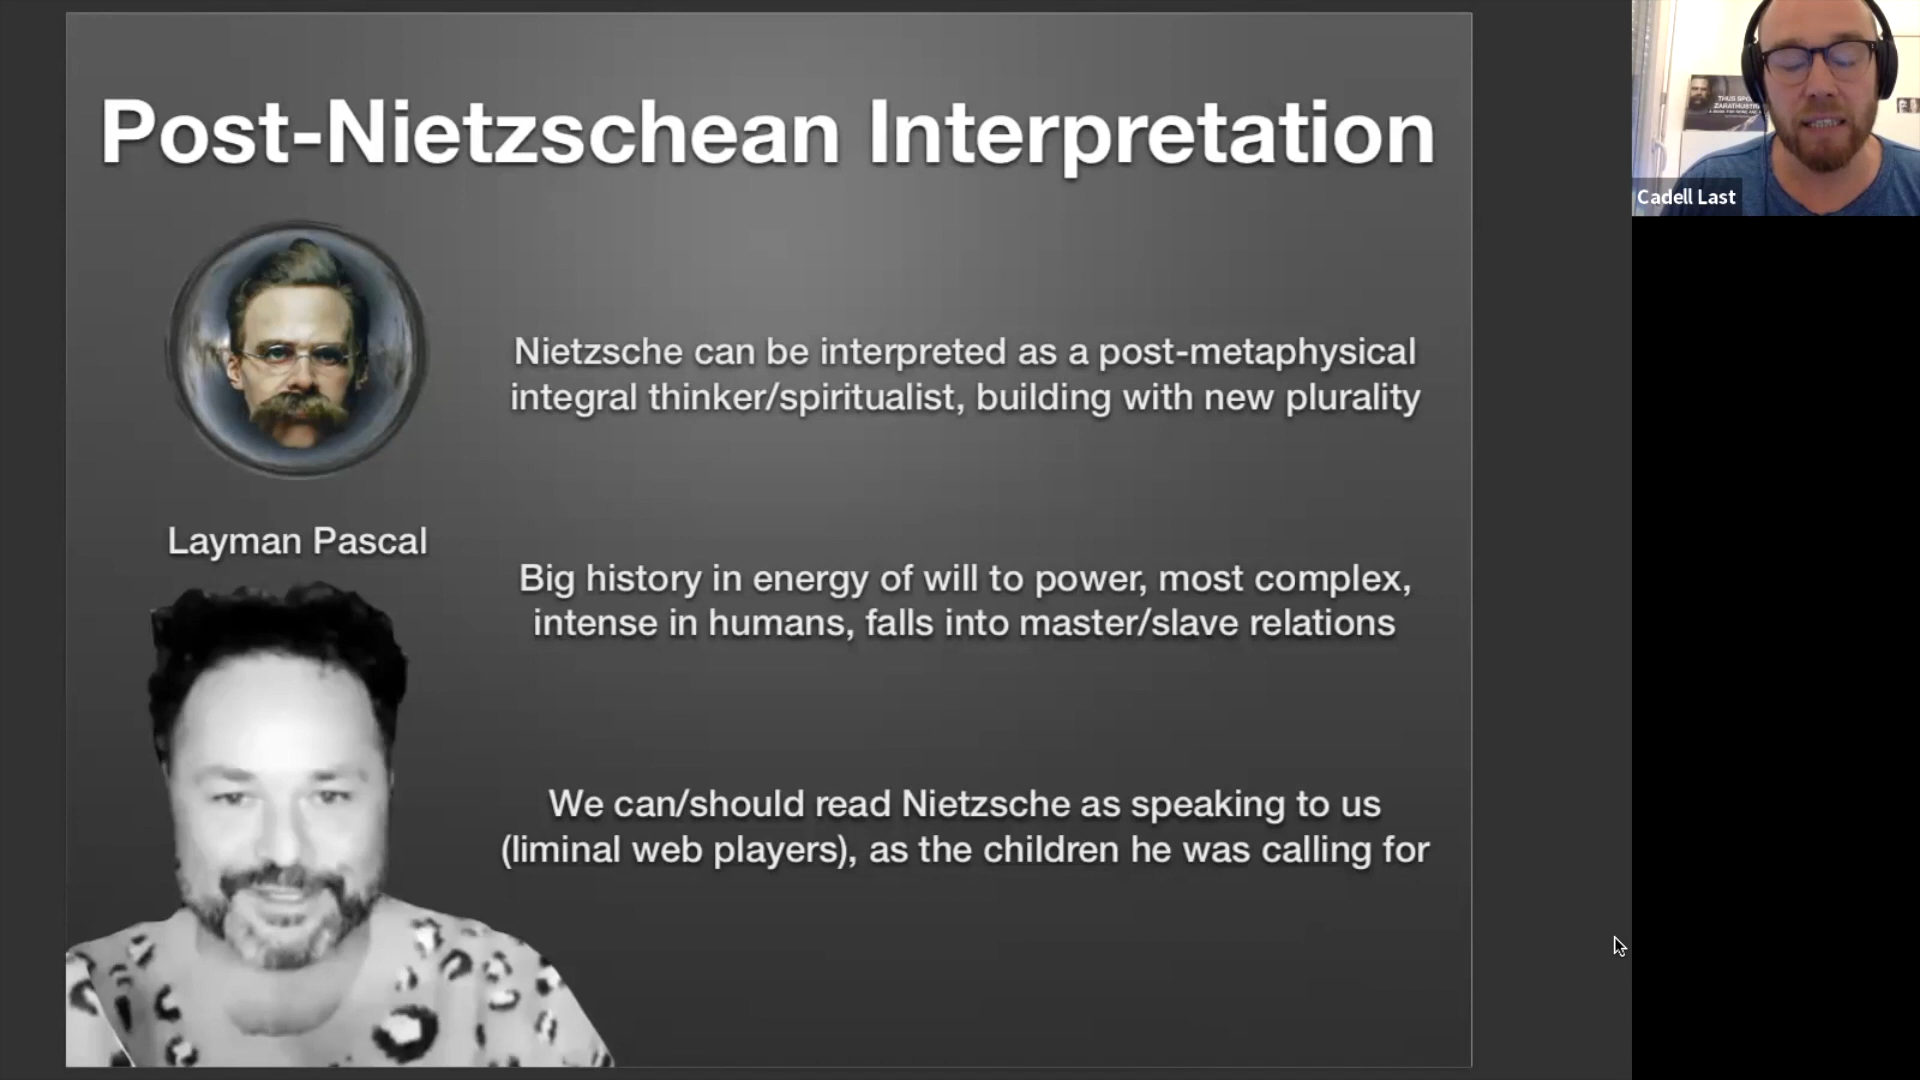 Post-Nietzschean Interpretation
Nietzsche can be interpreted as a post-metaphysical
integral thinker/spiritualist, building with new plurality
Layman Pascal
Big history in energy of will to power, most complex,
intense in humans, falls into master/slave relations
We can/should read Nietzsche as speaking to us
(liminal web players), as the children he was calling for
Cadell Last